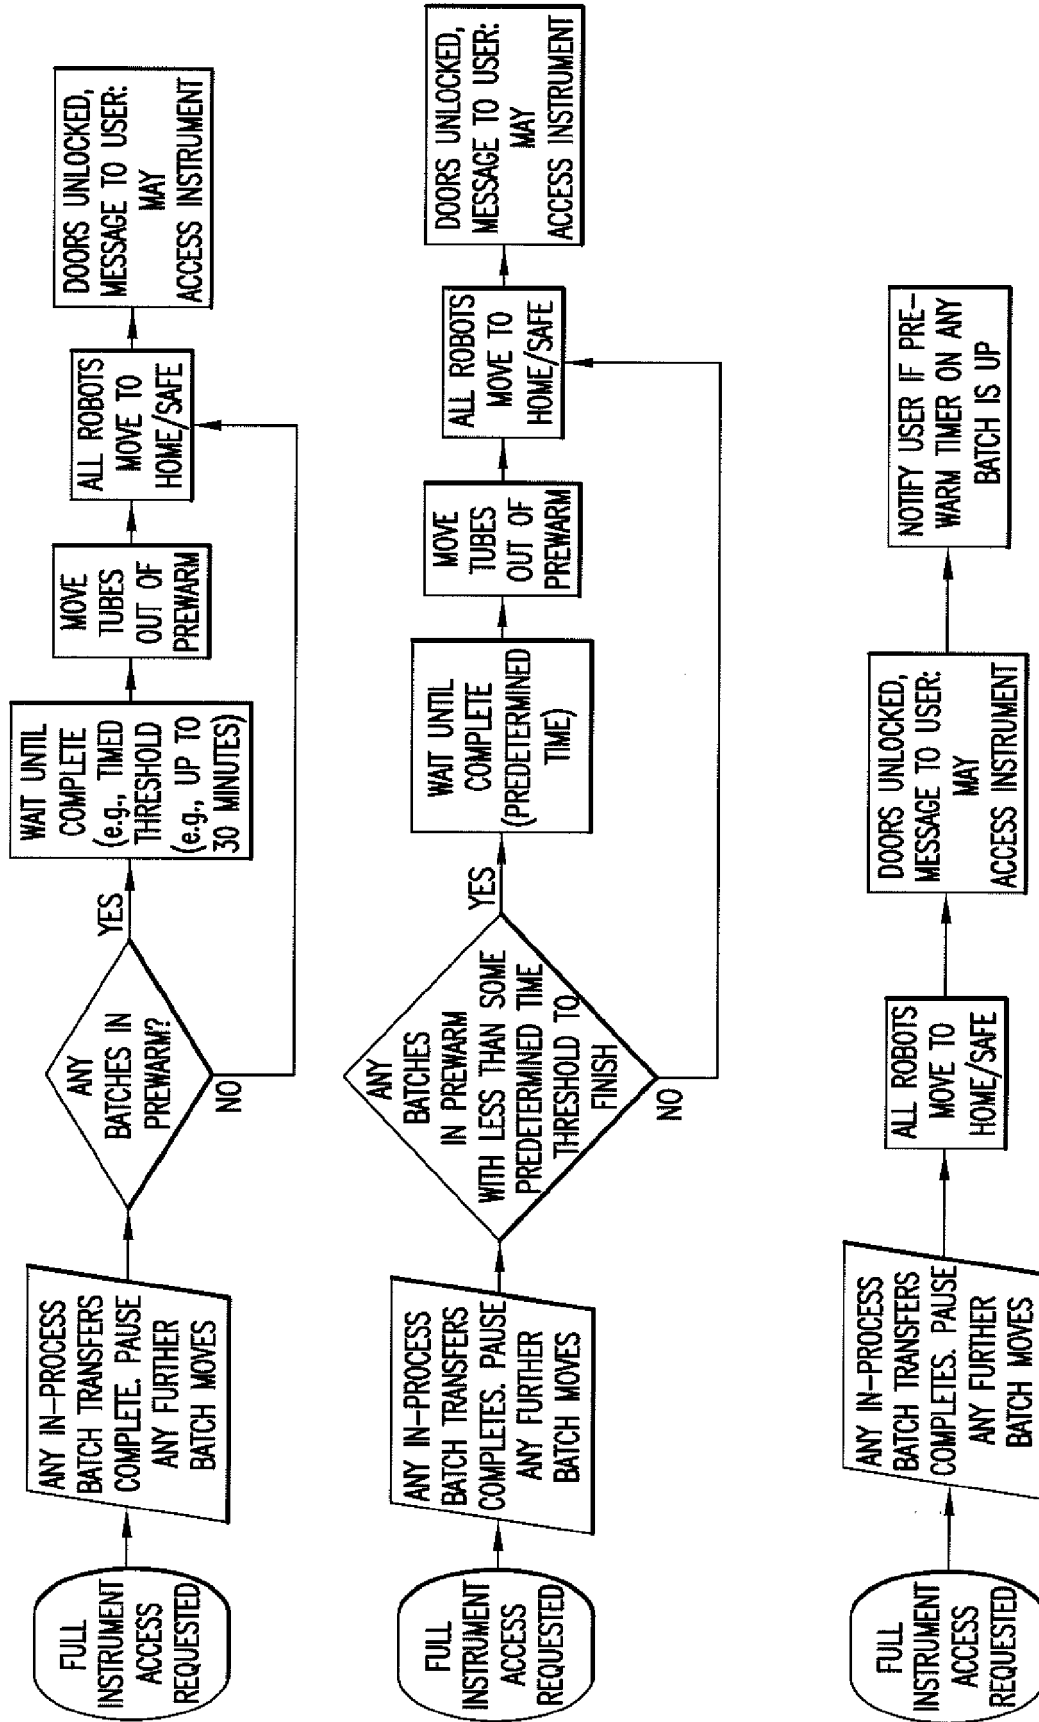 FULL
INSTRUMENT
ACCESS
REQUESTED
ANY IN-PROCESS
BATCH TRANSFERS
COMPLETE. PAUSE
ANY FURTHER
BATCH MOVES
ANY
BATCHES IN
PREWARM?
YES
NO
WAIT UNTIL
COMPLETE
(e.g., TIMED
THRESHOLD
(e.g., UP TO
30 MINUTES)
MOVE
TUBES
OUT OF
PREWARM
ALL ROBOTS
MOVE TO
HOME/SAFE
DOORS UNLOCKED,
MESSAGE TO USER:
MAY
ACCESS INSTRUMENT
FULL
INSTRUMENT
ACCESS
REQUESTED
ANY IN-PROCESS
BATCH TRANSFERS
COMPLETES. PAUSE
ANY FURTHER
BATCH MOVES
ANY
BATCHES
IN PREWARM
WITH LESS THAN SOME
PREDETERMINED TIME
THRESHOLD TO
FINISH
YES
NO
WAIT UNTIL
COMPLETE
(PREDETERMINED
TIME)
MOVE
TUBES
OUT OF
PREWARM
ALL ROBOTS
MOVE TO
HOME/SAFE
DOORS UNLOCKED,
MESSAGE TO USER:
MAY
ACCESS INSTRUMENT
FULL
INSTRUMENT
ACCESS
REQUESTED
ANY IN-PROCESS
BATCH TRANSFERS
COMPLETES. PAUSE
ANY FURTHER
BATCH MOVES
ALL ROBOTS
MOVE TO
HOME/SAFE
DOORS UNLOCKED,
MESSAGE TO USER:
MAY
ACCESS INSTRUMENT
NOTIFY USER IF PRE-
WARM TIMER ON ANY
BATCH IS UP